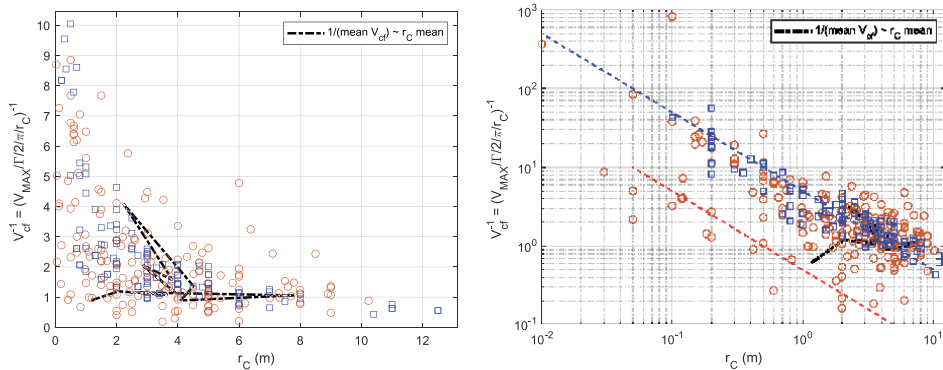 1/(mean V_cf) ~ r_C mean
V_cf^-1 = (V_MAX/Γ/2/π/r_C)^-1
10
9
8
7
6
5
4
3
2
1
0
0 2 4 6 8 10 12
r_C (m)
1/(mean V_cf) ~ r_C mean
V_cf^-1 = (V_MAX/Γ/2/π/r_C)^-1
10^3
10^2
10^1
10^0
10^-1
10^-2 10^-1 10^0 10^1
r_C (m)